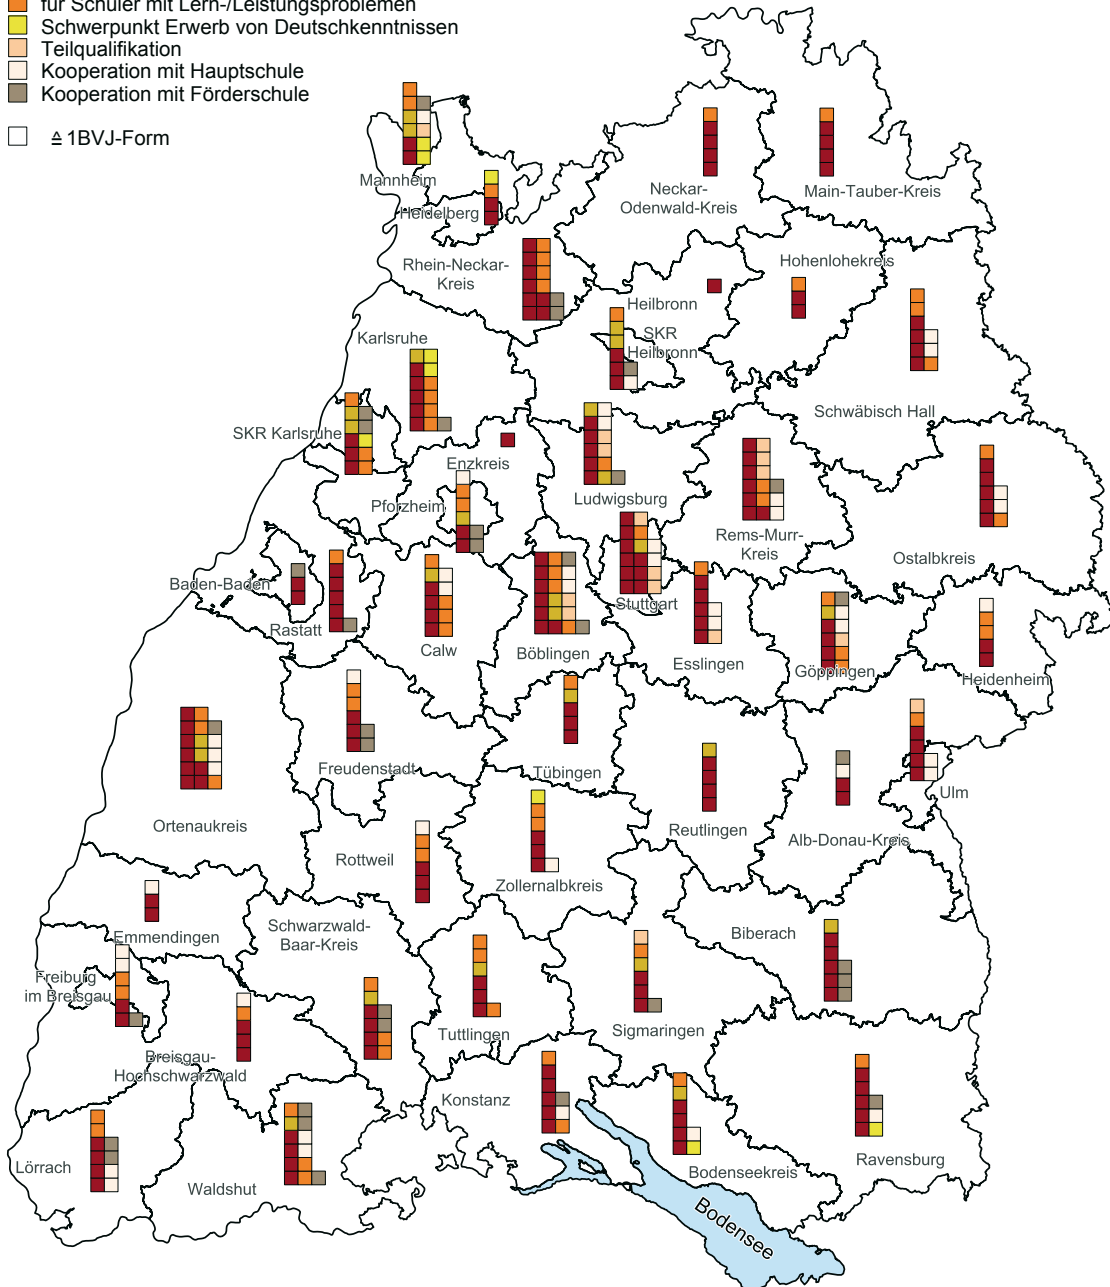 für Schüler mit Lern-/Leistungsproblemen
Schwerpunkt Erwerb von Deutschkenntnissen
Teilqualifikation
Kooperation mit Hauptschule
Kooperation mit Förderschule
≙ 1BVJ-Form
Mannheim
Heidelberg
Neckar-
Odenwald-Kreis
Main-Tauber-Kreis
Rhein-Neckar-
Kreis
Hohenlohekreis
Heilbronn
SKR
Heilbronn
Karlsruhe
Schwäbisch Hall
SKR Karlsruhe
Enzkreis
Pforzheim
Ludwigsburg
Rems-Murr-
Kreis
Ostalbkreis
Baden-Baden
Rastatt
Calw
Böblingen
Stuttgart
Esslingen
Göppingen
Heidenheim
Freudenstadt
Tübingen
Reutlingen
Alb-Donau-Kreis
Ulm
Ortenaukreis
Rottweil
Zollernalbkreis
Emmendingen
Schwarzwald-
Baar-Kreis
Biberach
Freiburg
im Breisgau
Tuttlingen
Sigmaringen
Breisgau-
Hochschwarzwald
Konstanz
Lörrach
Waldshut
Bodenseekreis
Ravensburg
Bodensee